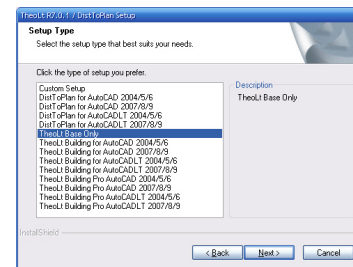 TheoLt R7.0.1 / DistToPlan Setup
Setup Type
Select the setup type that best suits your needs.
Click the type of setup you prefer.
Custom Setup
DistToPlan for AutoCAD 2004/5/6
DistToPlan for AutoCAD 2007/8/9
DistToPlan for AutoCADLT 2004/5/6
DistToPlan for AutoCADLT 2007/8/9
TheoLt Base Only
TheoLt Building for AutoCAD 2004/5/6
TheoLt Building for AutoCAD 2007/8/9
TheoLt Building for AutoCADLT 2004/5/6
TheoLt Building for AutoCADLT 2007/8/9
TheoLt Building Pro AutoCAD 2004/5/6
TheoLt Building Pro AutoCAD 2007/8/9
TheoLt Building Pro AutoCADLT 2004/5/6
TheoLt Building Pro AutoCADLT 2007/8/9
Description
TheoLt Base Only
InstallShield
< Back
Next >
Cancel